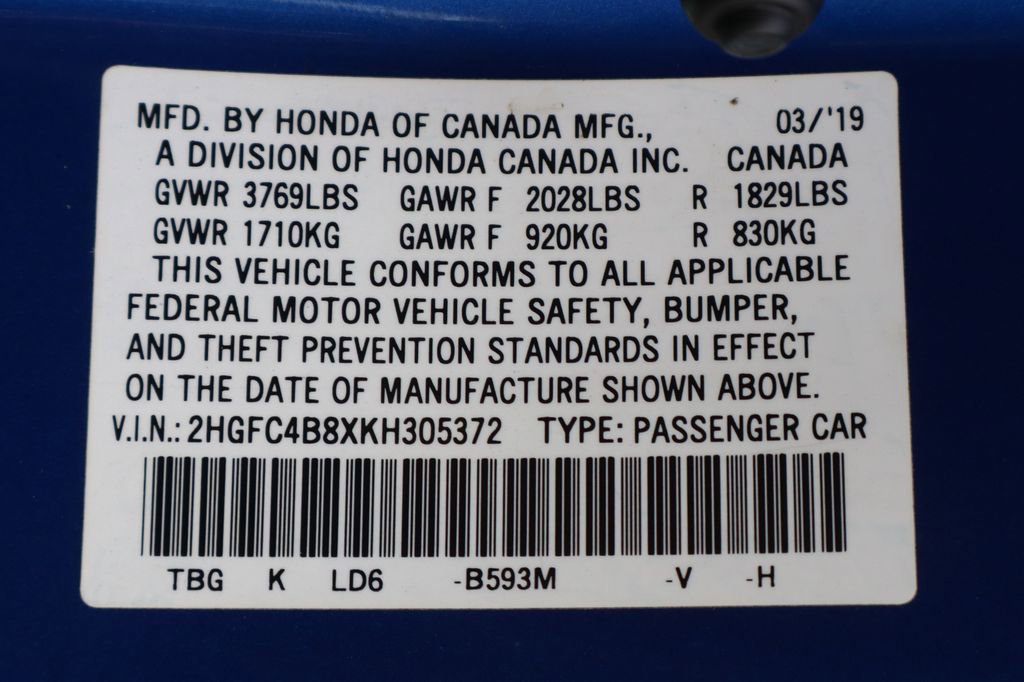 MFD. BY HONDA OF CANADA MFG., 03/'19
A DIVISION OF HONDA CANADA INC. CANADA
GVWR 3769LBS GAWR F 2028LBS R 1829LBS
GVWR 1710KG GAWR F 920KG R 830KG
THIS VEHICLE CONFORMS TO ALL APPLICABLE
FEDERAL MOTOR VEHICLE SAFETY, BUMPER,
AND THEFT PREVENTION STANDARDS IN EFFECT
ON THE DATE OF MANUFACTURE SHOWN ABOVE.
V.I.N.: 2HGFC4B8XKH305372 TYPE: PASSENGER CAR
TBG K LD6 -B593M -V -H